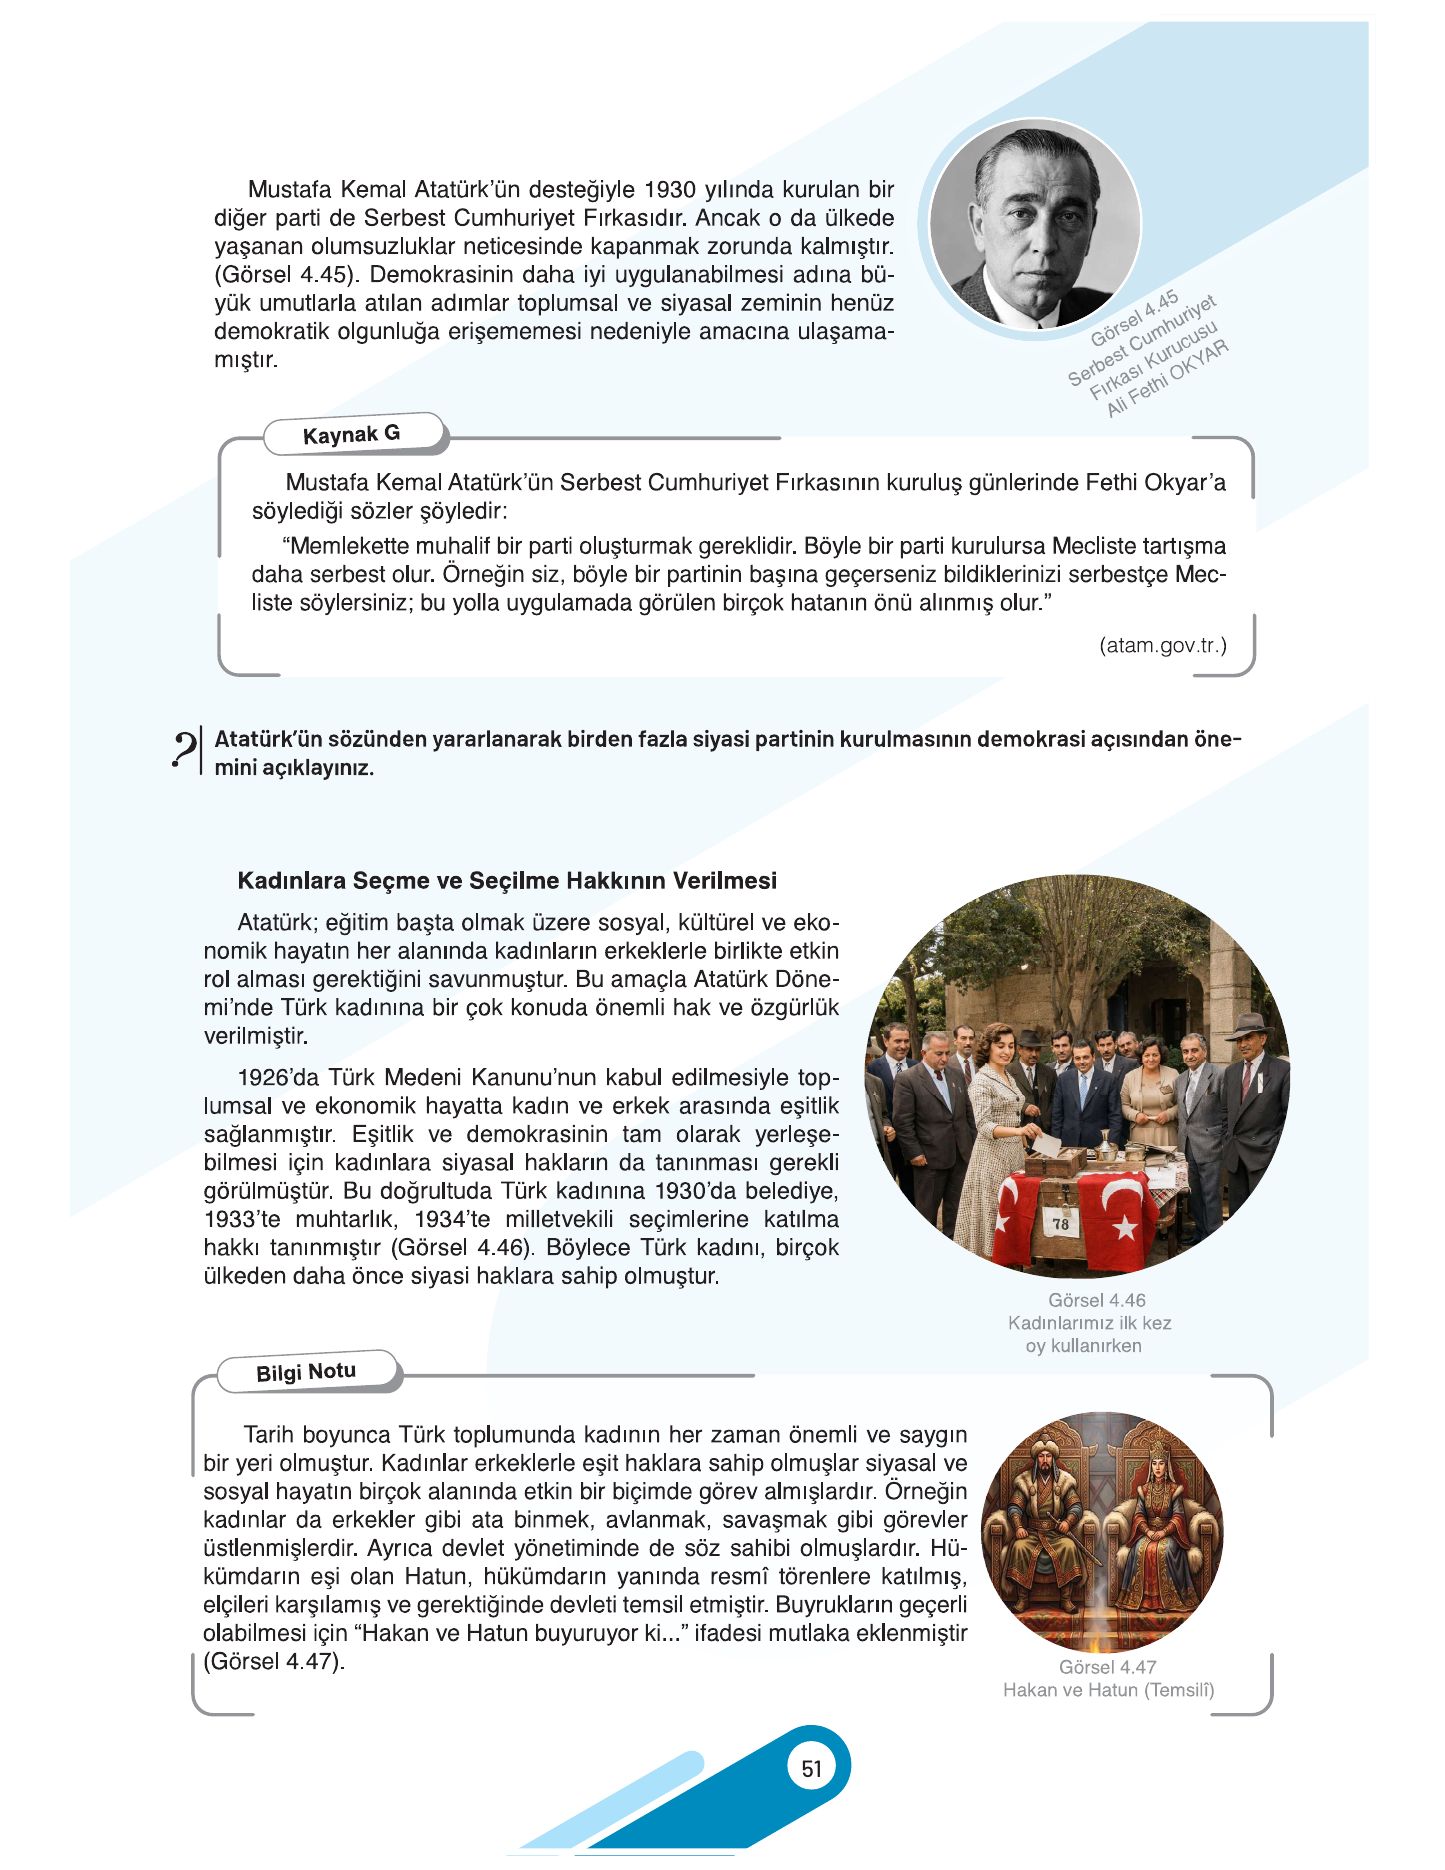 Mustafa Kemal Atatürk’ün desteğiyle 1930 yılında kurulan bir
diğer parti de Serbest Cumhuriyet Fırkasıdır. Ancak o da ülkede
yaşanan olumsuzluklar neticesinde kapanmak zorunda kalmıştır.
(Görsel 4.45). Demokrasinin daha iyi uygulanabilmesi adına bü-
yük umutlarla atılan adımlar toplumsal ve siyasal zeminin henüz
demokratik olgunluğa erişememesi nedeniyle amacına ulaşama-
mıştır.
Görsel 4.45
Serbest Cumhuriyet
Fırkası Kurucusu
Ali Fethi OKYAR
Kaynak G
Mustafa Kemal Atatürk’ün Serbest Cumhuriyet Fırkasının kuruluş günlerinde Fethi Okyar’a
söylediği sözler şöyledir:
“Memlekette muhalif bir parti oluşturmak gereklidir. Böyle bir parti kurulursa Mecliste tartışma
daha serbest olur. Örneğin siz, böyle bir partinin başına geçerseniz bildiklerinizi serbestçe Mec-
liste söylersiniz; bu yolla uygulamada görülen birçok hatanın önü alınmış olur.”
(atam.gov.tr.)
?
Atatürk’ün sözünden yararlanarak birden fazla siyasi partinin kurulmasının demokrasi açısından öne-
mini açıklayınız.
Kadınlara Seçme ve Seçilme Hakkının Verilmesi
Atatürk; eğitim başta olmak üzere sosyal, kültürel ve eko-
nomik hayatın her alanında kadınların erkeklerle birlikte etkin
rol alması gerektiğini savunmuştur. Bu amaçla Atatürk Döne-
mi’nde Türk kadınına bir çok konuda önemli hak ve özgürlük
verilmiştir.
1926’da Türk Medeni Kanunu’nun kabul edilmesiyle top-
lumsal ve ekonomik hayatta kadın ve erkek arasında eşitlik
sağlanmıştır. Eşitlik ve demokrasinin tam olarak yerleşe-
bilmesi için kadınlara siyasal hakların da tanınması gerekli
görülmüştür. Bu doğrultuda Türk kadınına 1930’da belediye,
1933’te muhtarlık, 1934’te milletvekili seçimlerine katılma
hakkı tanınmıştır (Görsel 4.46). Böylece Türk kadını, birçok
ülkeden daha önce siyasi haklara sahip olmuştur.
78
Görsel 4.46
Kadınlarımız ilk kez
oy kullanırken
Bilgi Notu
Tarih boyunca Türk toplumunda kadının her zaman önemli ve saygın
bir yeri olmuştur. Kadınlar erkeklerle eşit haklara sahip olmuşlar siyasal ve
sosyal hayatın birçok alanında etkin bir biçimde görev almışlardır. Örneğin
kadınlar da erkekler gibi ata binmek, avlanmak, savaşmak gibi görevler
üstlenmişlerdir. Ayrıca devlet yönetiminde de söz sahibi olmuşlardır. Hü-
kümdarın eşi olan Hatun, hükümdarın yanında resmî törenlere katılmış,
elçileri karşılamış ve gerektiğinde devleti temsil etmiştir. Buyrukların geçerli
olabilmesi için “Hakan ve Hatun buyuruyor ki...” ifadesi mutlaka eklenmiştir
(Görsel 4.47).
Görsel 4.47
Hakan ve Hatun (Temsilî)
51